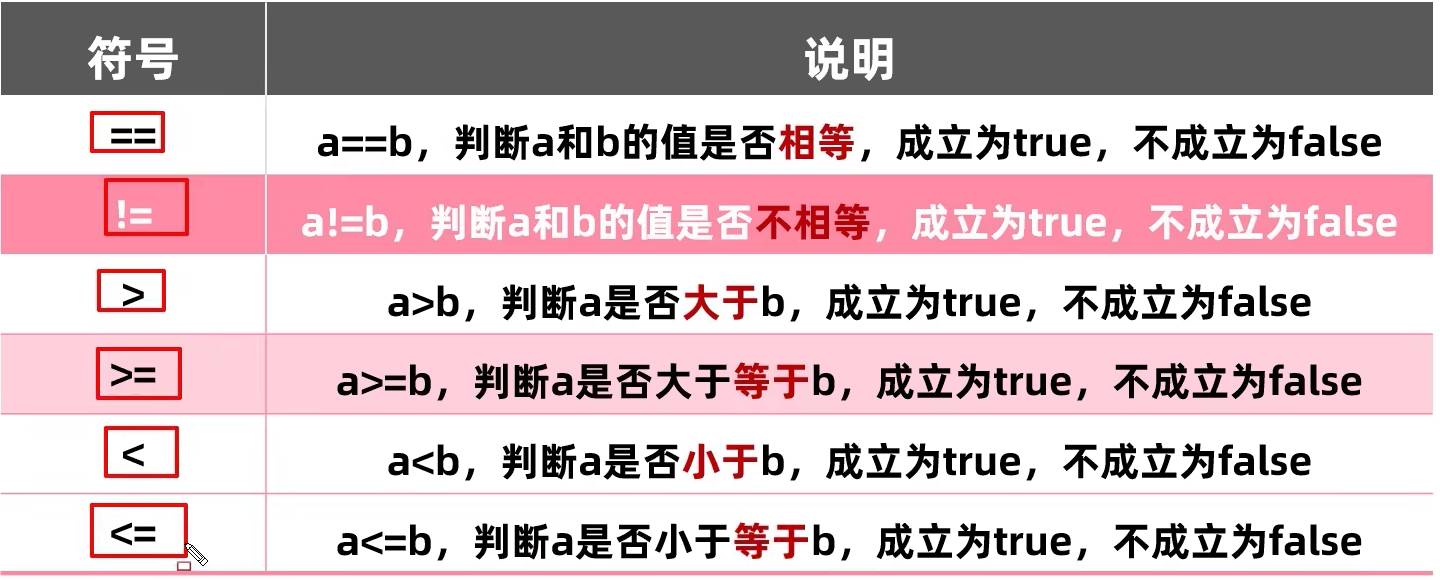 符号 说明
== a==b，判断a和b的值是否相等，成立为true，不成立为false
!= a!=b，判断a和b的值是否不相等，成立为true，不成立为false
> a>b，判断a是否大于b，成立为true，不成立为false
>= a>=b，判断a是否大于等于b，成立为true，不成立为false
< a<b，判断a是否小于b，成立为true，不成立为false
<= a<=b，判断a是否小于等于b，成立为true，不成立为false